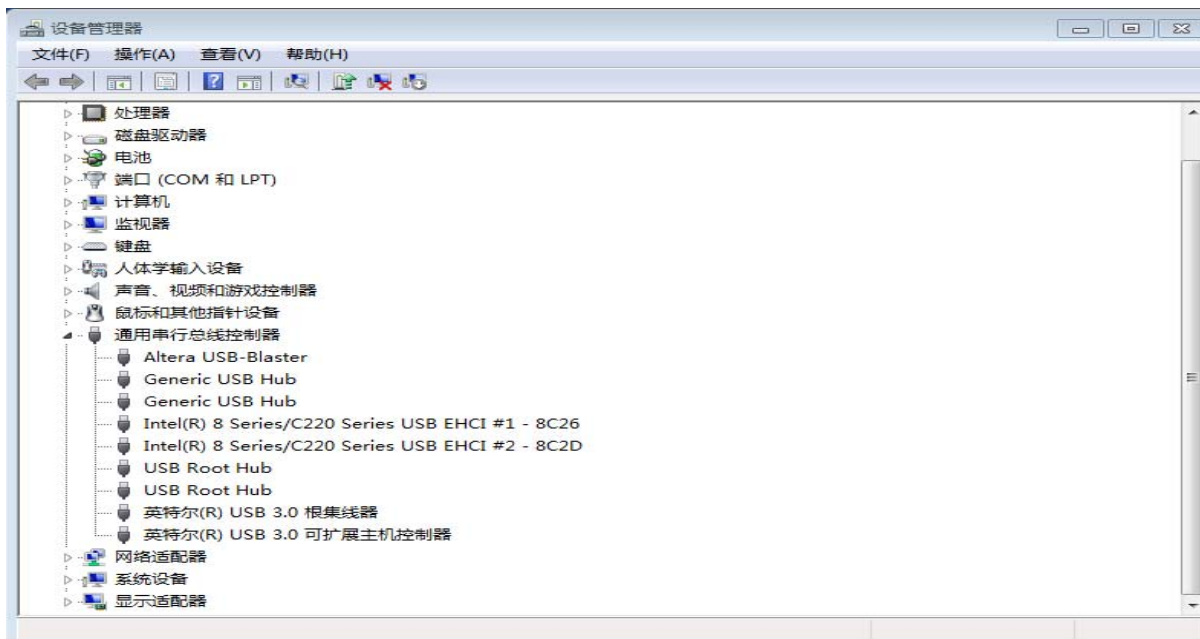 设备管理器
文件(F) 操作(A) 查看(V) 帮助(H)
处理器
磁盘驱动器
电池
端口 (COM 和 LPT)
计算机
监视器
键盘
人体学输入设备
声音、视频和游戏控制器
鼠标和其他指针设备
通用串行总线控制器
Altera USB-Blaster
Generic USB Hub
Generic USB Hub
Intel(R) 8 Series/C220 Series USB EHCI #1 - 8C26
Intel(R) 8 Series/C220 Series USB EHCI #2 - 8C2D
USB Root Hub
USB Root Hub
英特尔(R) USB 3.0 根集线器
英特尔(R) USB 3.0 可扩展主机控制器
网络适配器
系统设备
显示适配器